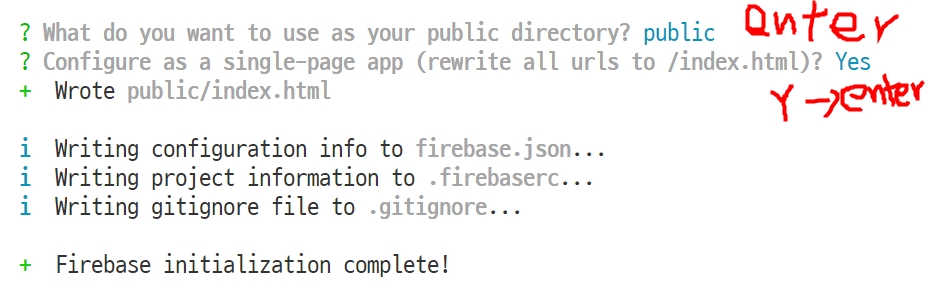 ? What do you want to use as your public directory? public enter
? Configure as a single-page app (rewrite all urls to /index.html)? Yes
+ Wrote public/index.html Y→enter
i Writing configuration info to firebase.json...
i Writing project information to .firebaserc...
i Writing gitignore file to .gitignore...
+ Firebase initialization complete!